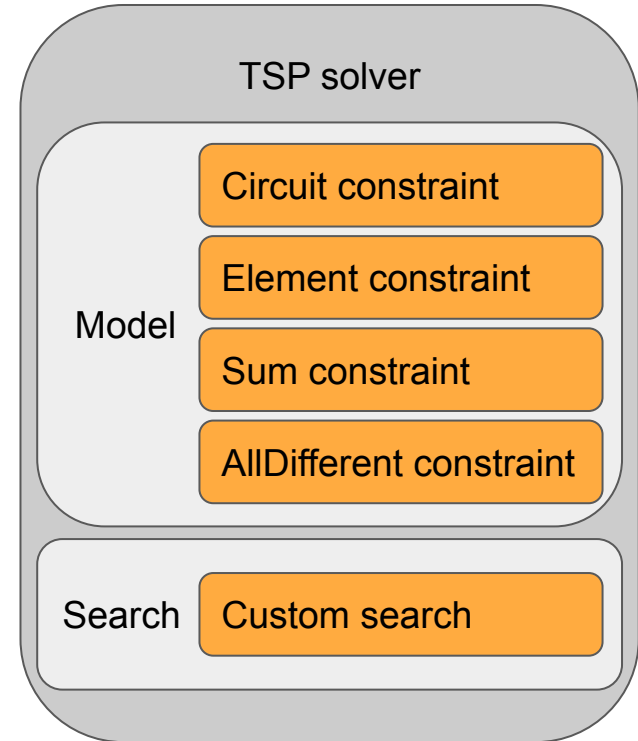 TSP solver
Model
Circuit constraint
Element constraint
Sum constraint
AllDifferent constraint
Search
Custom search